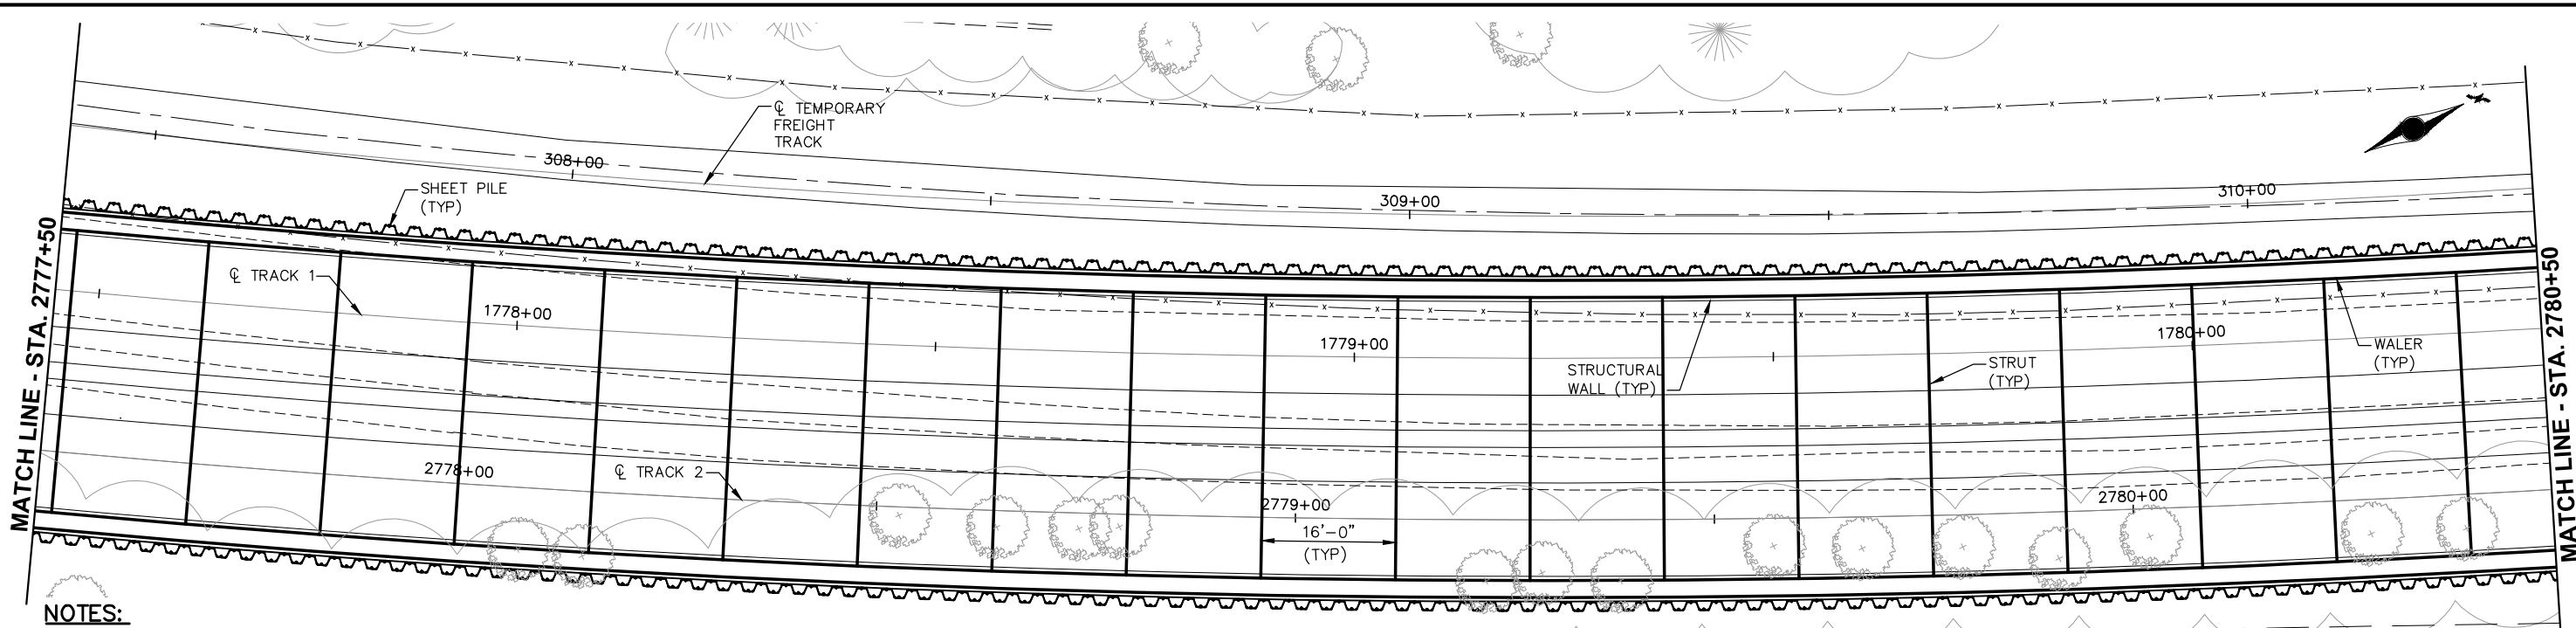 ℄ TEMPORARY
FREIGHT
TRACK
308+00
309+00
310+00
SHEET PILE
(TYP)
MATCH LINE - STA. 2777+50
MATCH LINE - STA. 2780+50
℄ TRACK 1
1778+00
1779+00
1780+00
STRUCTURAL
WALL (TYP)
STRUT
(TYP)
WALER
(TYP)
2778+00
℄ TRACK 2
2779+00
2780+00
16'-0"
(TYP)
NOTES: